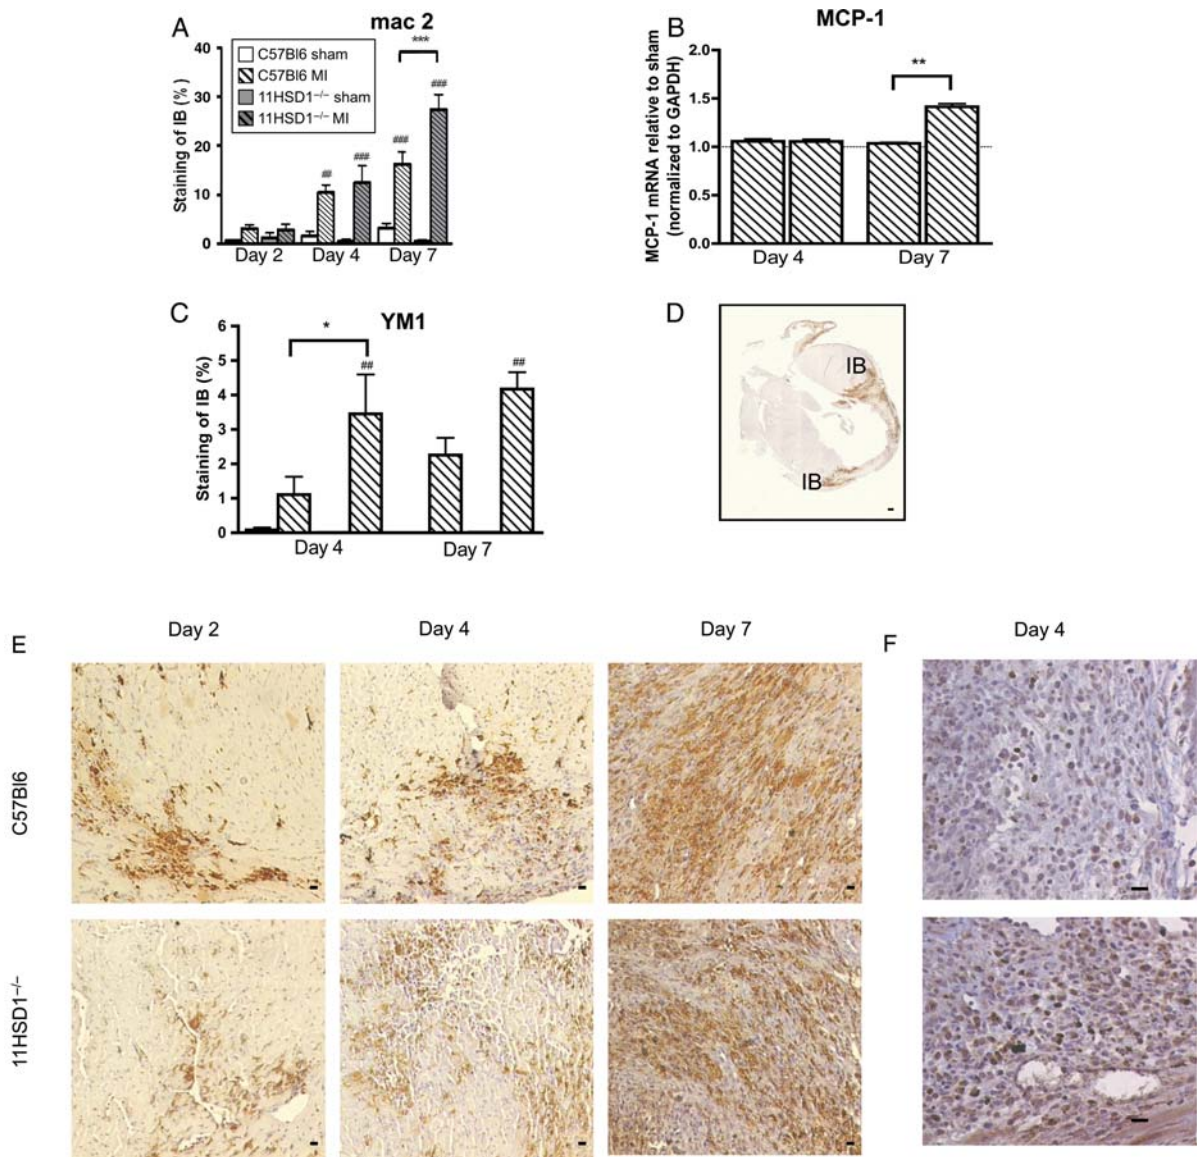 A
mac 2
Staining of IB (%)
40
30
20
10
0
C57Bl6 sham
C57Bl6 MI
11HSD1−/− sham
11HSD1−/− MI
***
###
###
###
##
Day 2
Day 4
Day 7
B
MCP-1
MCP-1 mRNA relative to sham
(normalized to GAPDH)
2.0
1.5
1.0
0.5
0.0
**
Day 4
Day 7
C
YM1
Staining of IB (%)
6
5
4
3
2
1
0
*
##
##
Day 4
Day 7
D
IB
IB
E
Day 2
Day 4
Day 7
F
Day 4
C57Bl6
11HSD1−/−